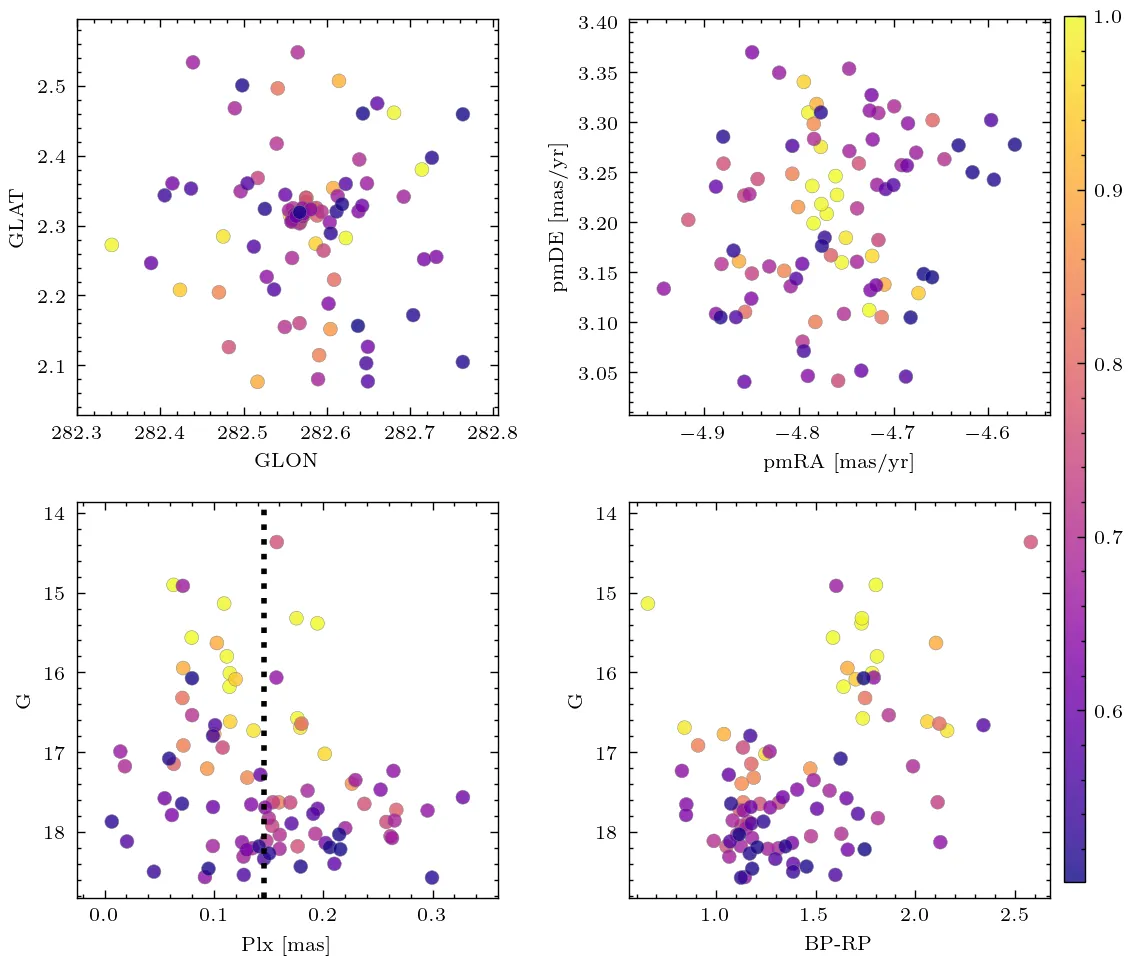 2.5
2.4
2.3
2.2
2.1
GLAT
282.3 282.4 282.5 282.6 282.7 282.8
GLON
3.40
3.35
3.30
3.25
3.20
3.15
3.10
3.05
pmDE [mas/yr]
−4.9 −4.8 −4.7 −4.6
pmRA [mas/yr]
14
15
16
17
18
G
0.0 0.1 0.2 0.3
Plx [mas]
14
15
16
17
18
G
1.0 1.5 2.0 2.5
BP-RP
1.0
0.9
0.8
0.7
0.6